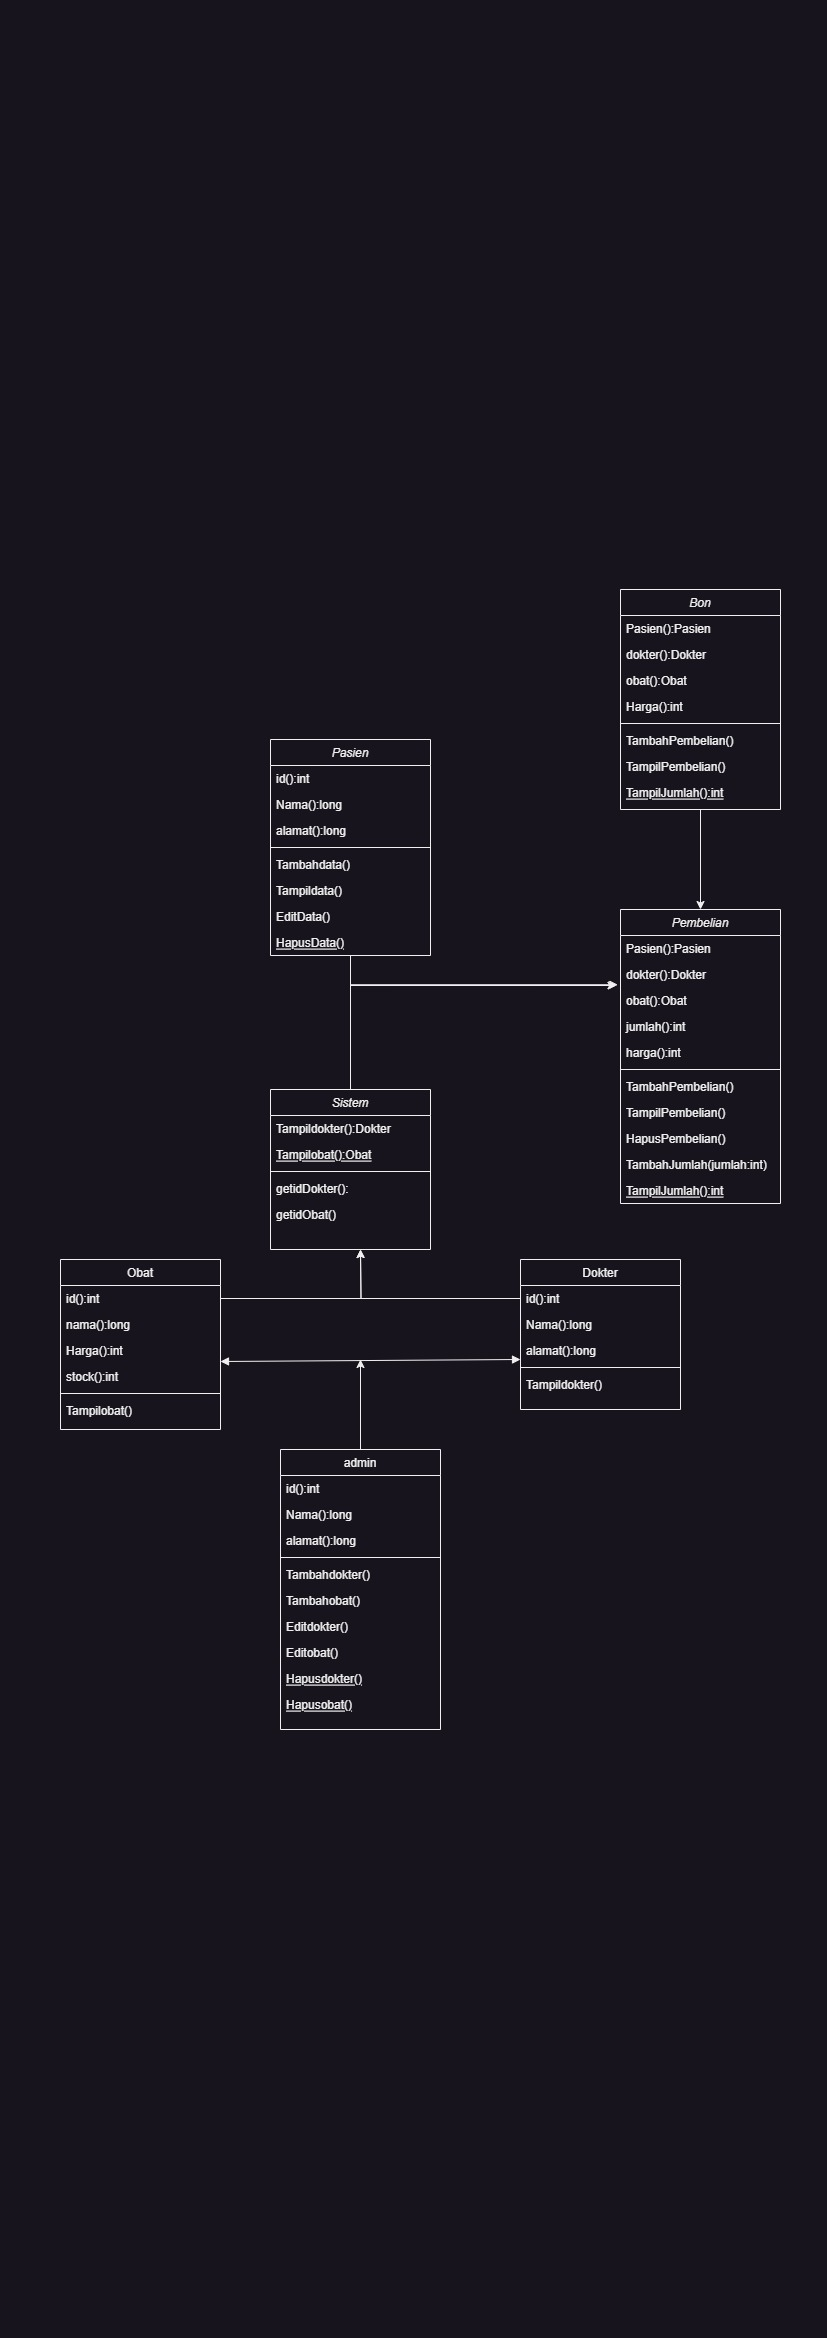 Bon
Pasien():Pasien
dokter():Dokter
obat():Obat
Harga():int
TambahPembelian()
TampilPembelian()
TampilJumlah():int
Pasien
id():int
Nama():long
alamat():long
Tambahdata()
Tampildata()
EditData()
HapusData()
Pembelian
Pasien():Pasien
dokter():Dokter
obat():Obat
jumlah():int
harga():int
TambahPembelian()
TampilPembelian()
HapusPembelian()
TambahJumlah(jumlah:int)
TampilJumlah():int
Sistem
Tampildokter():Dokter
Tampilobat():Obat
getidDokter():
getidObat()
Obat
id():int
nama():long
Harga():int
stock():int
Tampilobat()
Dokter
id():int
Nama():long
alamat():long
Tampildokter()
admin
id():int
Nama():long
alamat():long
Tambahdokter()
Tambahobat()
Editdokter()
Editobat()
Hapusdokter()
Hapusobat()